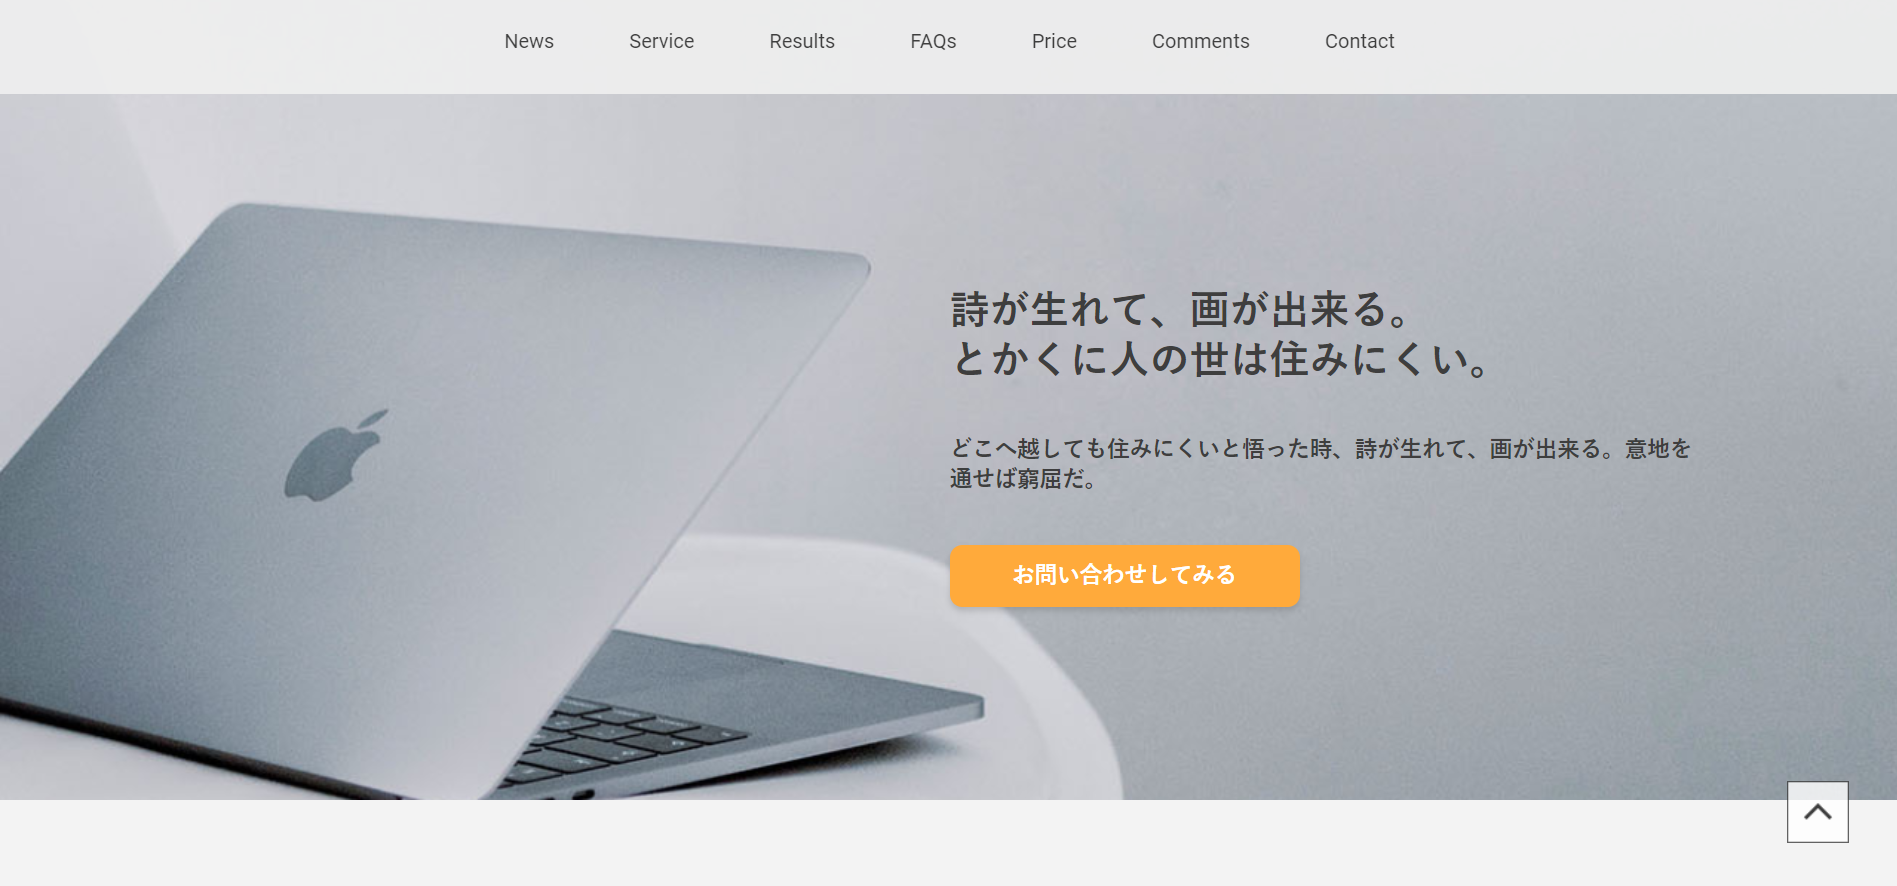 News Service Results FAQs Price Comments Contact
詩が生れて、画が出来る。
とかくに人の世は住みにくい。
どこへ越しても住みにくいと悟った時、詩が生れて、画が出来る。意地を
通せば窮屈だ。
お問い合わせしてみる